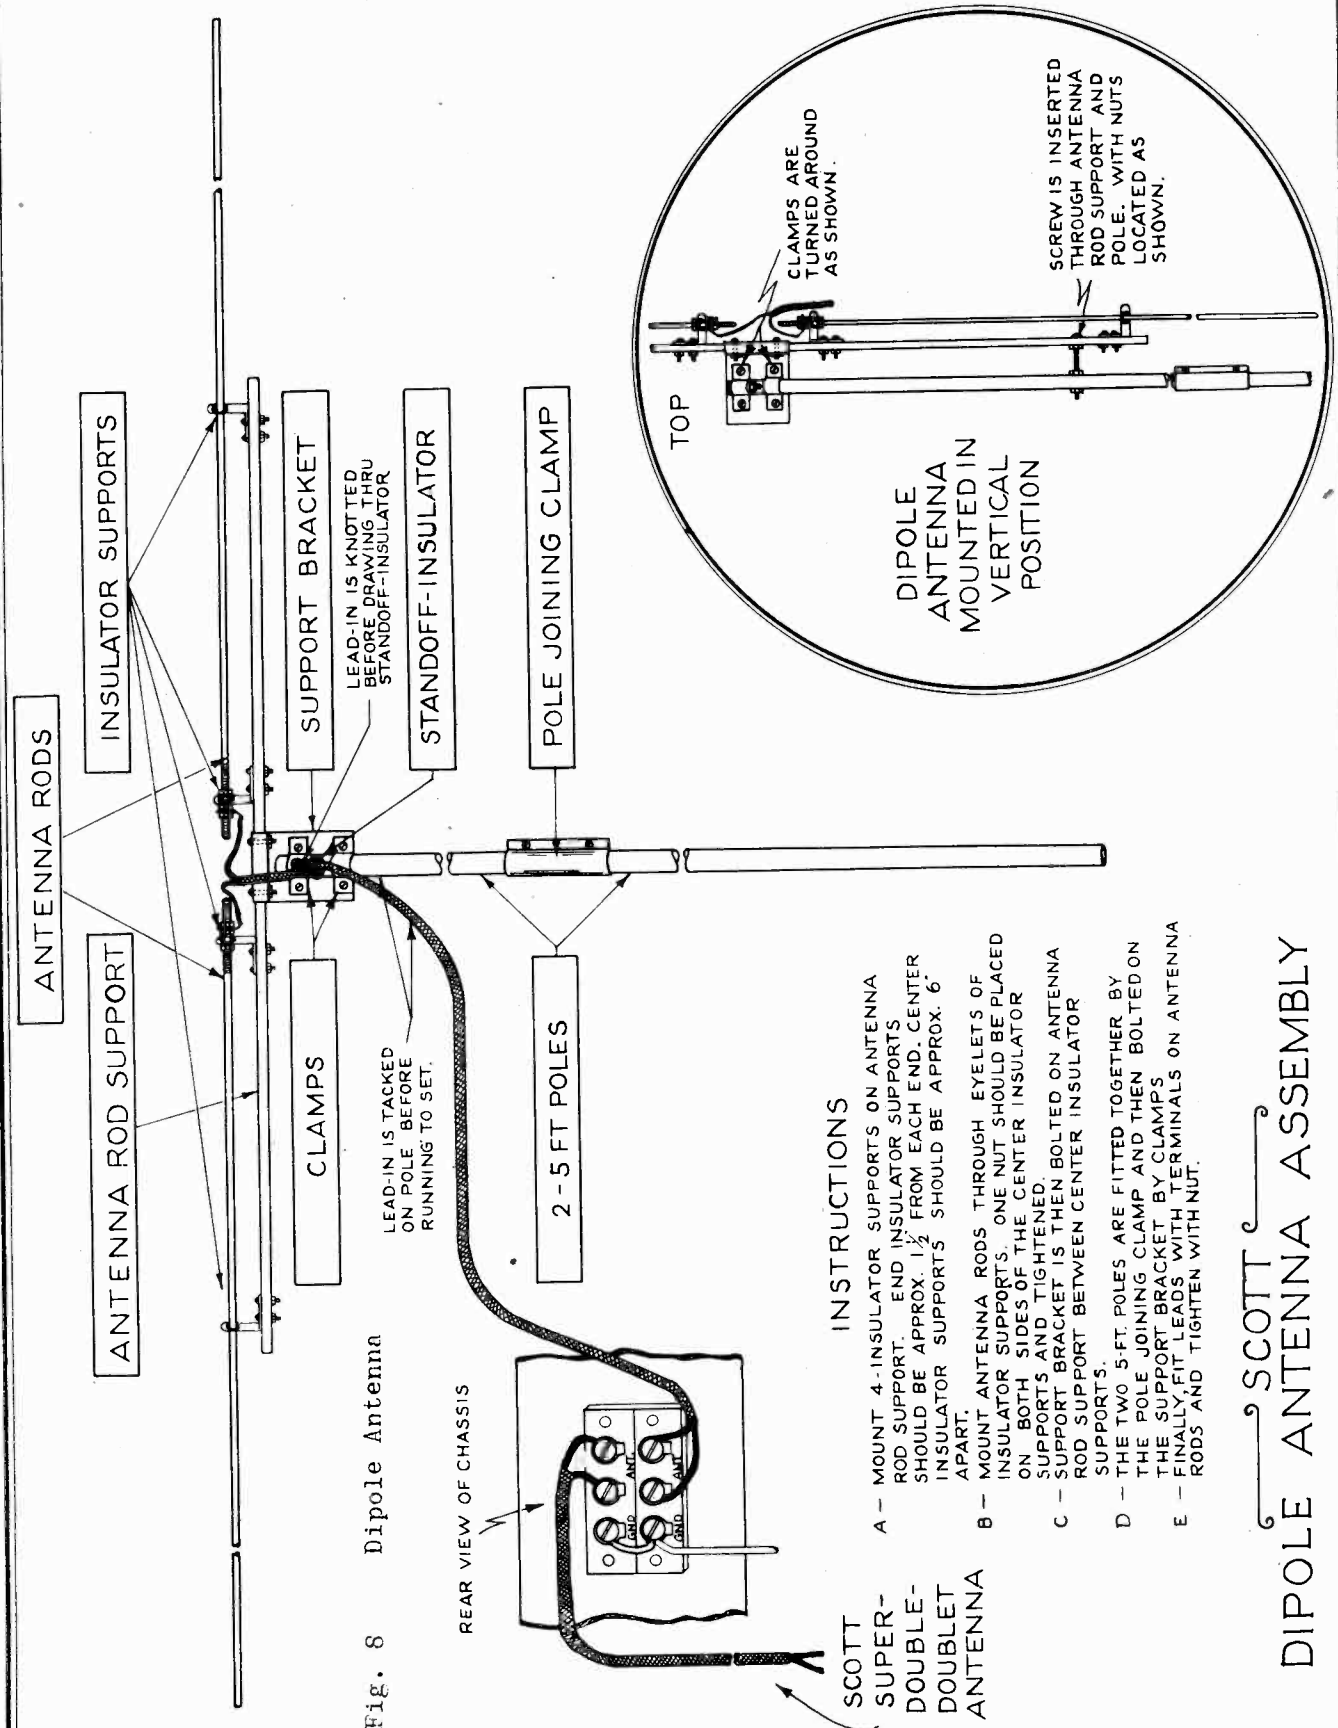 ANTENNA RODS
INSULATOR SUPPORTS
ANTENNA ROD SUPPORT
SUPPORT BRACKET
LEAD-IN IS KNOTTED
BEFORE DRAWING THRU
STANDOFF-INSULATOR
CLAMPS
STANDOFF-INSULATOR
LEAD-IN IS TACKED
ON POLE BEFORE
RUNNING TO SET.
POLE JOINING CLAMP
2-5 FT POLES
Fig. 8 Dipole Antenna
REAR VIEW OF CHASSIS
ANT.
GND
ANT.
GND
SCOTT
SUPER-
DOUBLE-
DOUBLET
ANTENNA
INSTRUCTIONS
A — MOUNT 4-INSULATOR SUPPORTS ON ANTENNA
ROD SUPPORT. END INSULATOR SUPPORTS
SHOULD BE APPROX. 1½" FROM EACH END. CENTER
INSULATOR SUPPORTS SHOULD BE APPROX. 6"
APART.
B — MOUNT ANTENNA RODS THROUGH EYELETS OF
INSULATOR SUPPORTS. ONE NUT SHOULD BE PLACED
ON BOTH SIDES OF THE CENTER INSULATOR
SUPPORTS AND TIGHTENED.
C — SUPPORT BRACKET IS THEN BOLTED ON ANTENNA
ROD SUPPORT BETWEEN CENTER INSULATOR
SUPPORTS.
D — THE TWO 5-FT. POLES ARE FITTED TOGETHER BY
THE POLE JOINING CLAMP AND THEN BOLTED ON
THE SUPPORT BRACKET BY CLAMPS
E — FINALLY, FIT LEADS WITH TERMINALS ON ANTENNA
RODS AND TIGHTEN WITH NUT.
TOP
CLAMPS ARE
TURNED AROUND
AS SHOWN.
DIPOLE
ANTENNA
MOUNTED IN
VERTICAL
POSITION
SCREW IS INSERTED
THROUGH ANTENNA
ROD SUPPORT AND
POLE. WITH NUTS
LOCATED AS
SHOWN.
SCOTT
DIPOLE ANTENNA ASSEMBLY